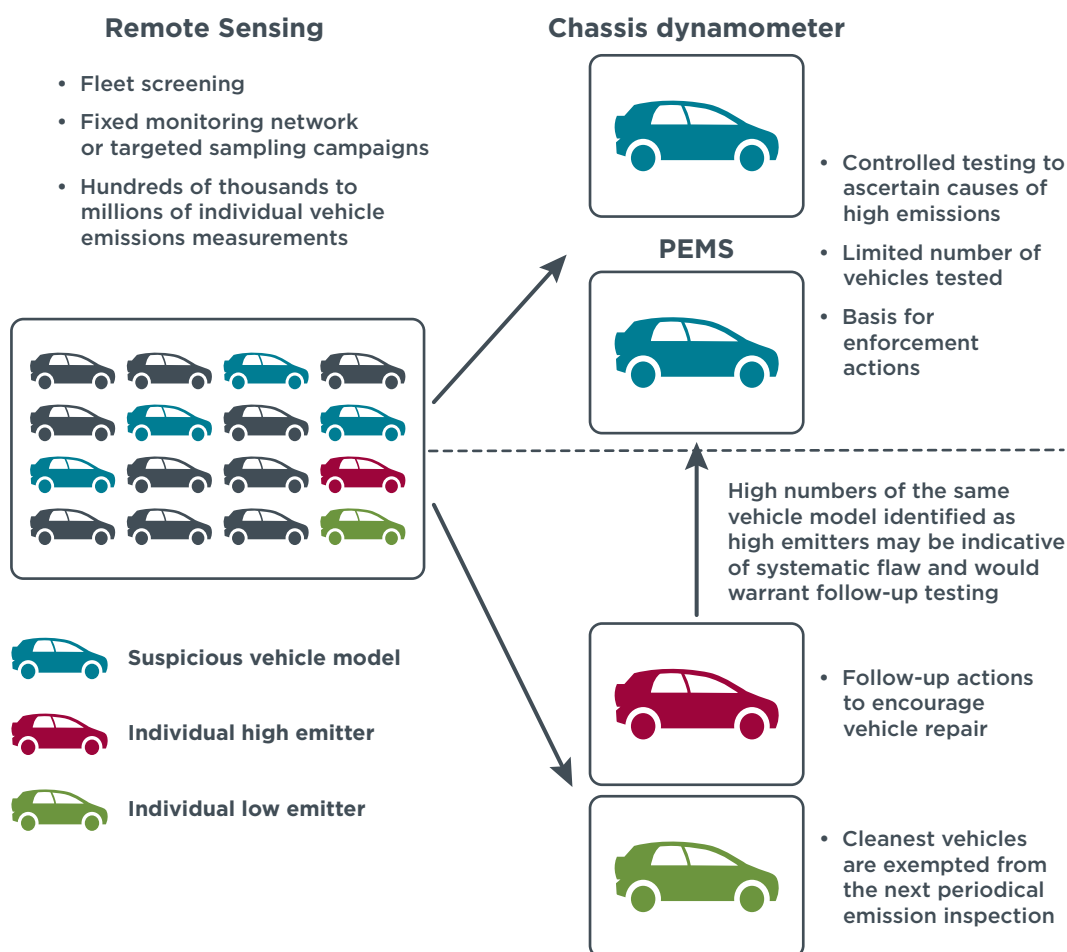 Remote Sensing
• Fleet screening
• Fixed monitoring network
or targeted sampling campaigns
• Hundreds of thousands to
millions of individual vehicle
emissions measurements
Chassis dynamometer
PEMS
• Controlled testing to
ascertain causes of
high emissions
• Limited number of
vehicles tested
• Basis for
enforcement
actions
High numbers of the same
vehicle model identified as
high emitters may be indicative
of systematic flaw and would
warrant follow-up testing
Suspicious vehicle model
Individual high emitter
Individual low emitter
• Follow-up actions
to encourage
vehicle repair
• Cleanest vehicles
are exempted from
the next periodical
emission inspection